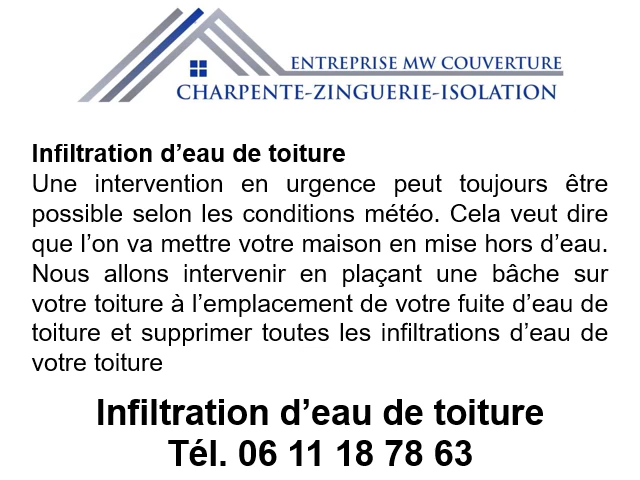 ENTREPRISE MW COUVERTURE
CHARPENTE-ZINGUERIE-ISOLATION
Infiltration d’eau de toiture
Une intervention en urgence peut toujours être
possible selon les conditions météo. Cela veut dire
que l’on va mettre votre maison en mise hors d’eau.
Nous allons intervenir en plaçant une bâche sur
votre toiture à l’emplacement de votre fuite d’eau de
toiture et supprimer toutes les infiltrations d’eau de
votre toiture
Infiltration d’eau de toiture
Tél. 06 11 18 78 63